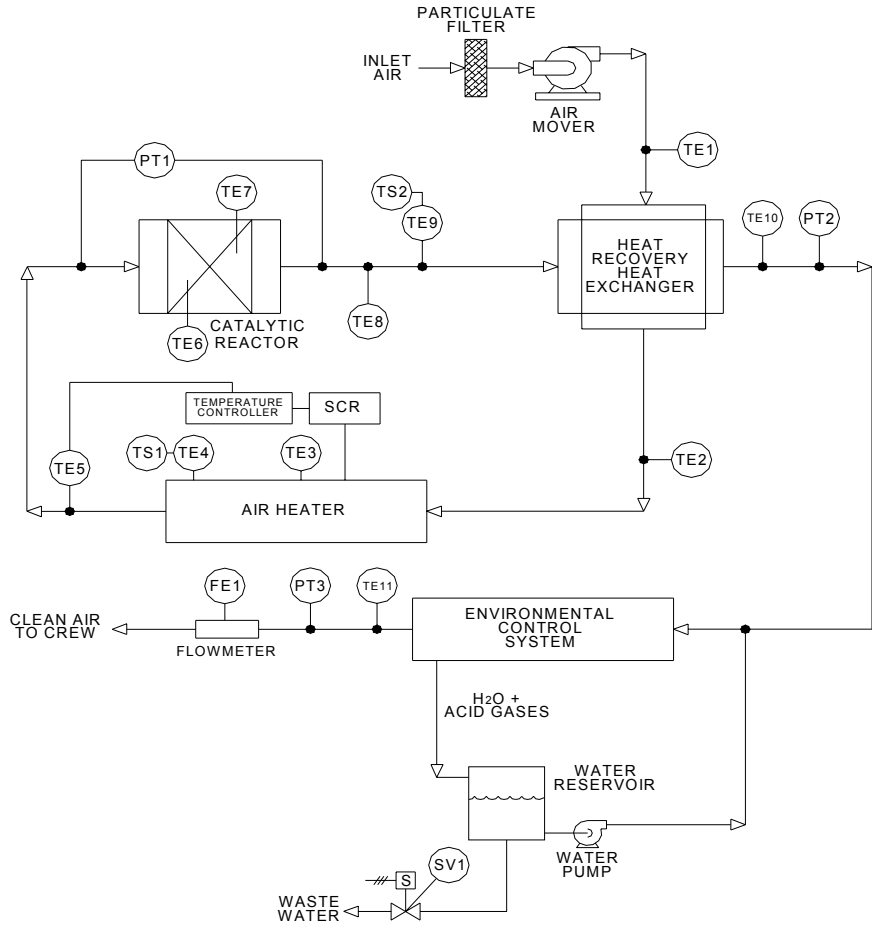 PARTICULATE
FILTER
INLET
AIR
AIR
MOVER
PT1
TE1
TE7
TS2
TE9
TE10
PT2
HEAT
RECOVERY
HEAT
EXCHANGER
TE8
TE6
CATALYTIC
REACTOR
TEMPERATURE
CONTROLLER
SCR
TS1
TE4
TE3
TE5
TE2
AIR HEATER
FE1
PT3
TE11
CLEAN AIR
TO CREW
FLOWMETER
ENVIRONMENTAL
CONTROL
SYSTEM
H2O +
ACID GASES
WATER
RESERVOIR
WATER
PUMP
SV1
S
WASTE
WATER